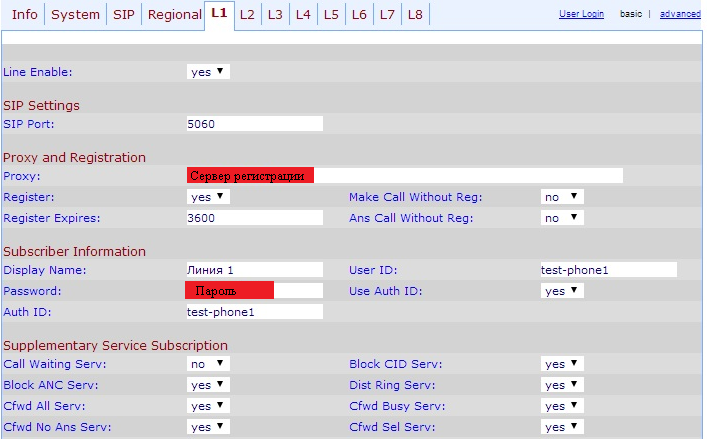 Info System SIP Regional L1 L2 L3 L4 L5 L6 L7 L8 User Login basic | advanced
Line Enable: yes
SIP Settings
SIP Port: 5060
Proxy and Registration
Proxy: Сервер регистрации
Register: yes Make Call Without Reg: no
Register Expires: 3600 Ans Call Without Reg: no
Subscriber Information
Display Name: Линия 1 User ID: test-phone1
Password: Пароль Use Auth ID: yes
Auth ID: test-phone1
Supplementary Service Subscription
Call Waiting Serv: no Block CID Serv: yes
Block ANC Serv: yes Dist Ring Serv: yes
Cfwd All Serv: yes Cfwd Busy Serv: yes
Cfwd No Ans Serv: yes Cfwd Sel Serv: yes